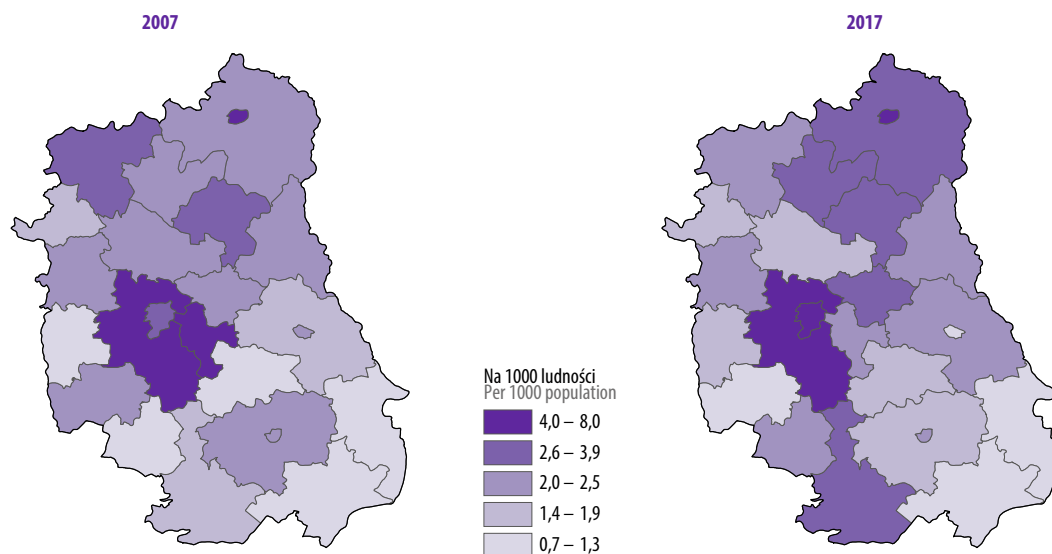 2007
2017
Na 1000 ludności
Per 1000 population
4,0 – 8,0
2,6 – 3,9
2,0 – 2,5
1,4 – 1,9
0,7 – 1,3